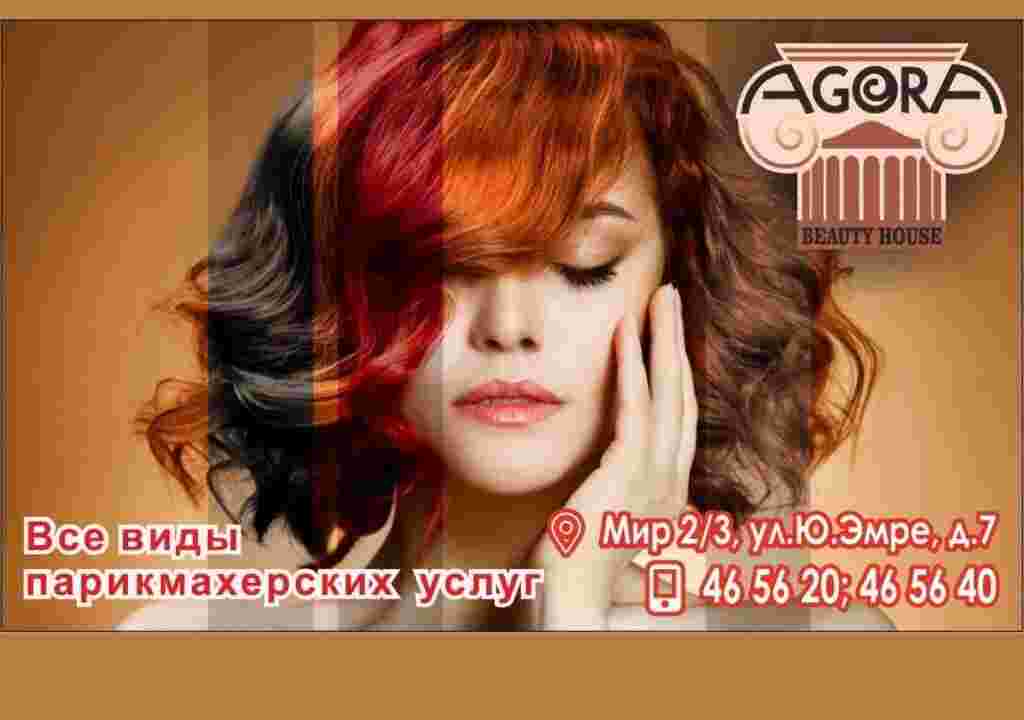 AGORA
BEAUTY HOUSE
Все виды
парикмахерских услуг
Мир 2/3, ул.Ю.Эмре, д.7
46 56 20; 46 56 40